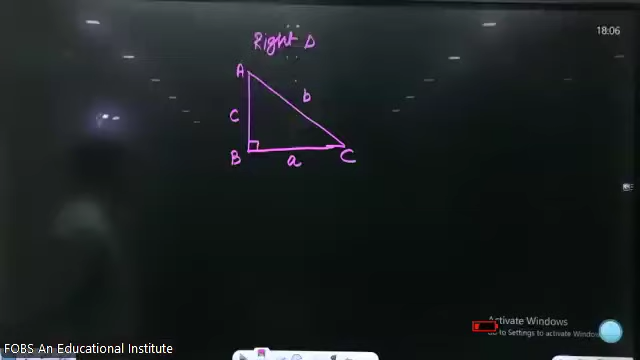 18:06
Right Δ
A
b
c
B
a
C
Activate Windows
Go to Settings to activate Windows
FOBS An Educational Institute